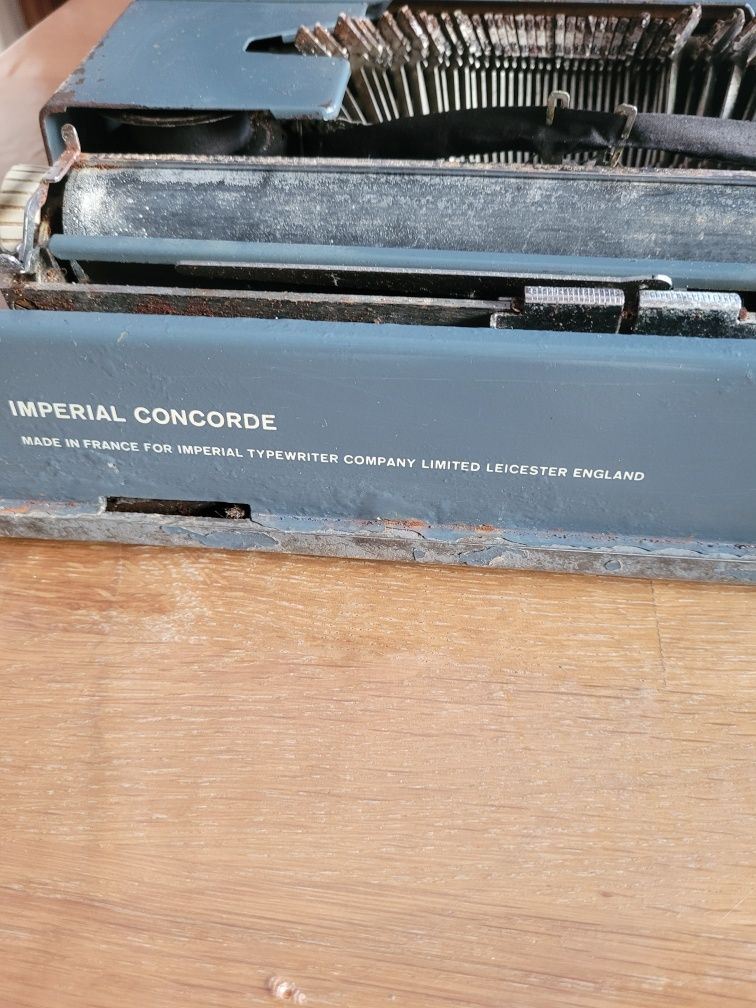 IMPERIAL CONCORDE
MADE IN FRANCE FOR IMPERIAL TYPEWRITER COMPANY LIMITED LEICESTER ENGLAND